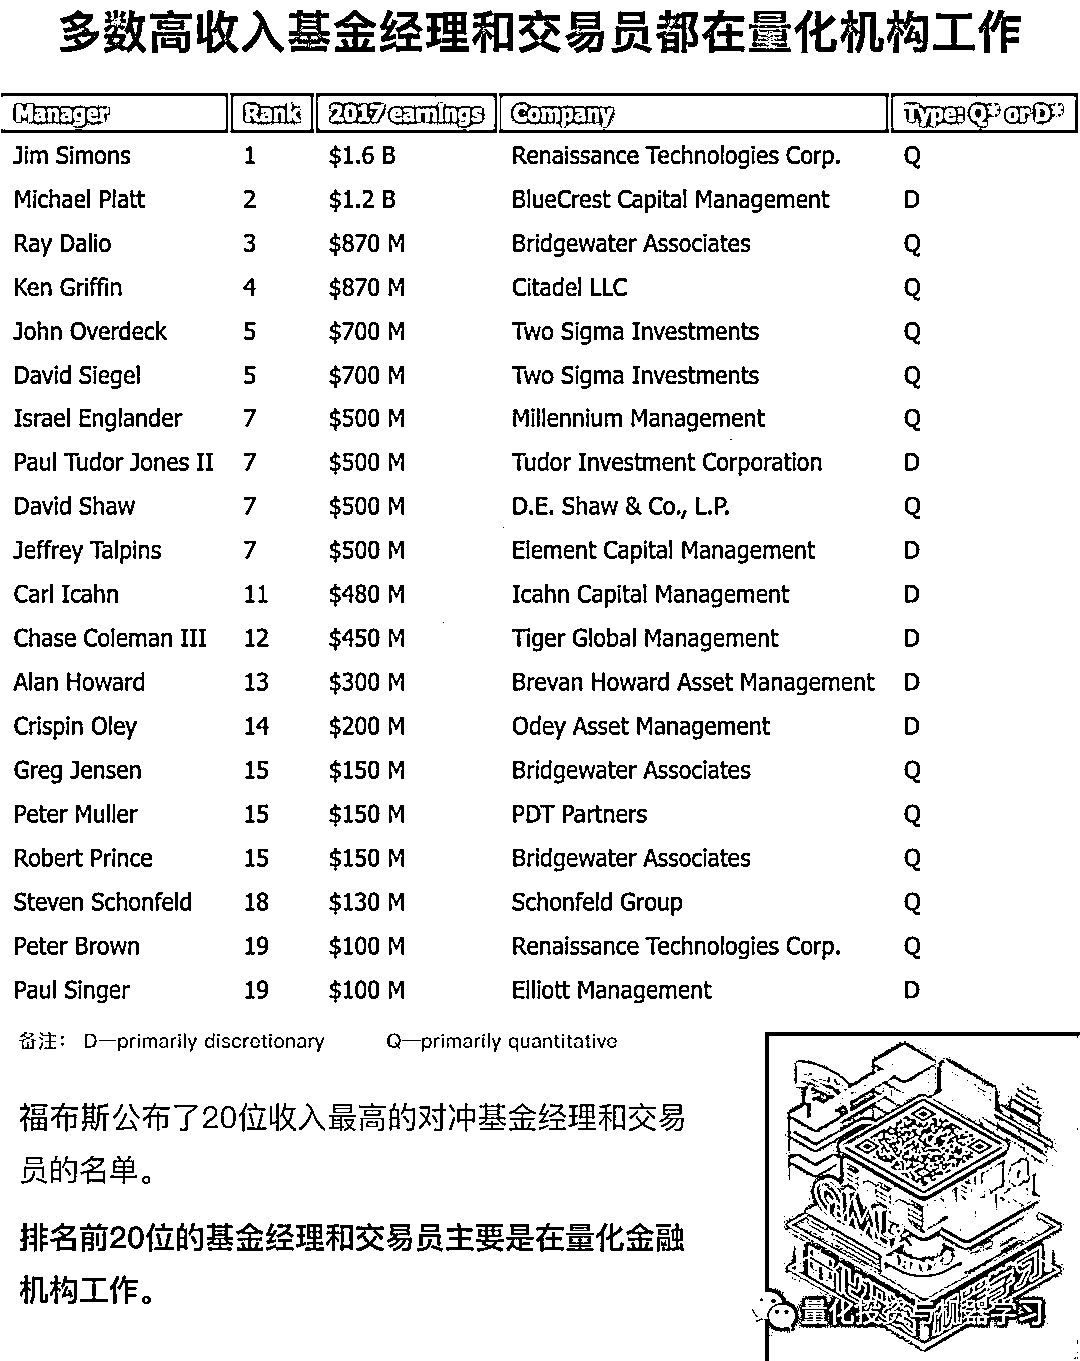 多数高收入基金经理和交易员都在量化机构工作
Manager Rank 2017 earnings Company Type: Q* or D*
Jim Simons 1 $1.6 B Renaissance Technologies Corp. Q
Michael Platt 2 $1.2 B BlueCrest Capital Management D
Ray Dalio 3 $870 M Bridgewater Associates Q
Ken Griffin 4 $870 M Citadel LLC Q
John Overdeck 5 $700 M Two Sigma Investments Q
David Siegel 5 $700 M Two Sigma Investments Q
Israel Englander 7 $500 M Millennium Management Q
Paul Tudor Jones II 7 $500 M Tudor Investment Corporation D
David Shaw 7 $500 M D.E. Shaw & Co., L.P. Q
Jeffrey Talpins 7 $500 M Element Capital Management D
Carl Icahn 11 $480 M Icahn Capital Management D
Chase Coleman III 12 $450 M Tiger Global Management D
Alan Howard 13 $300 M Brevan Howard Asset Management D
Crispin Oley 14 $200 M Odey Asset Management D
Greg Jensen 15 $150 M Bridgewater Associates Q
Peter Muller 15 $150 M PDT Partners Q
Robert Prince 15 $150 M Bridgewater Associates Q
Steven Schonfeld 18 $130 M Schonfeld Group Q
Peter Brown 19 $100 M Renaissance Technologies Corp. Q
Paul Singer 19 $100 M Elliott Management D
备注： D—primarily discretionary Q—primarily quantitative
福布斯公布了20位收入最高的对冲基金经理和交易
员的名单。
排名前20位的基金经理和交易员主要是在量化金融
机构工作。
量化投资与机器学习